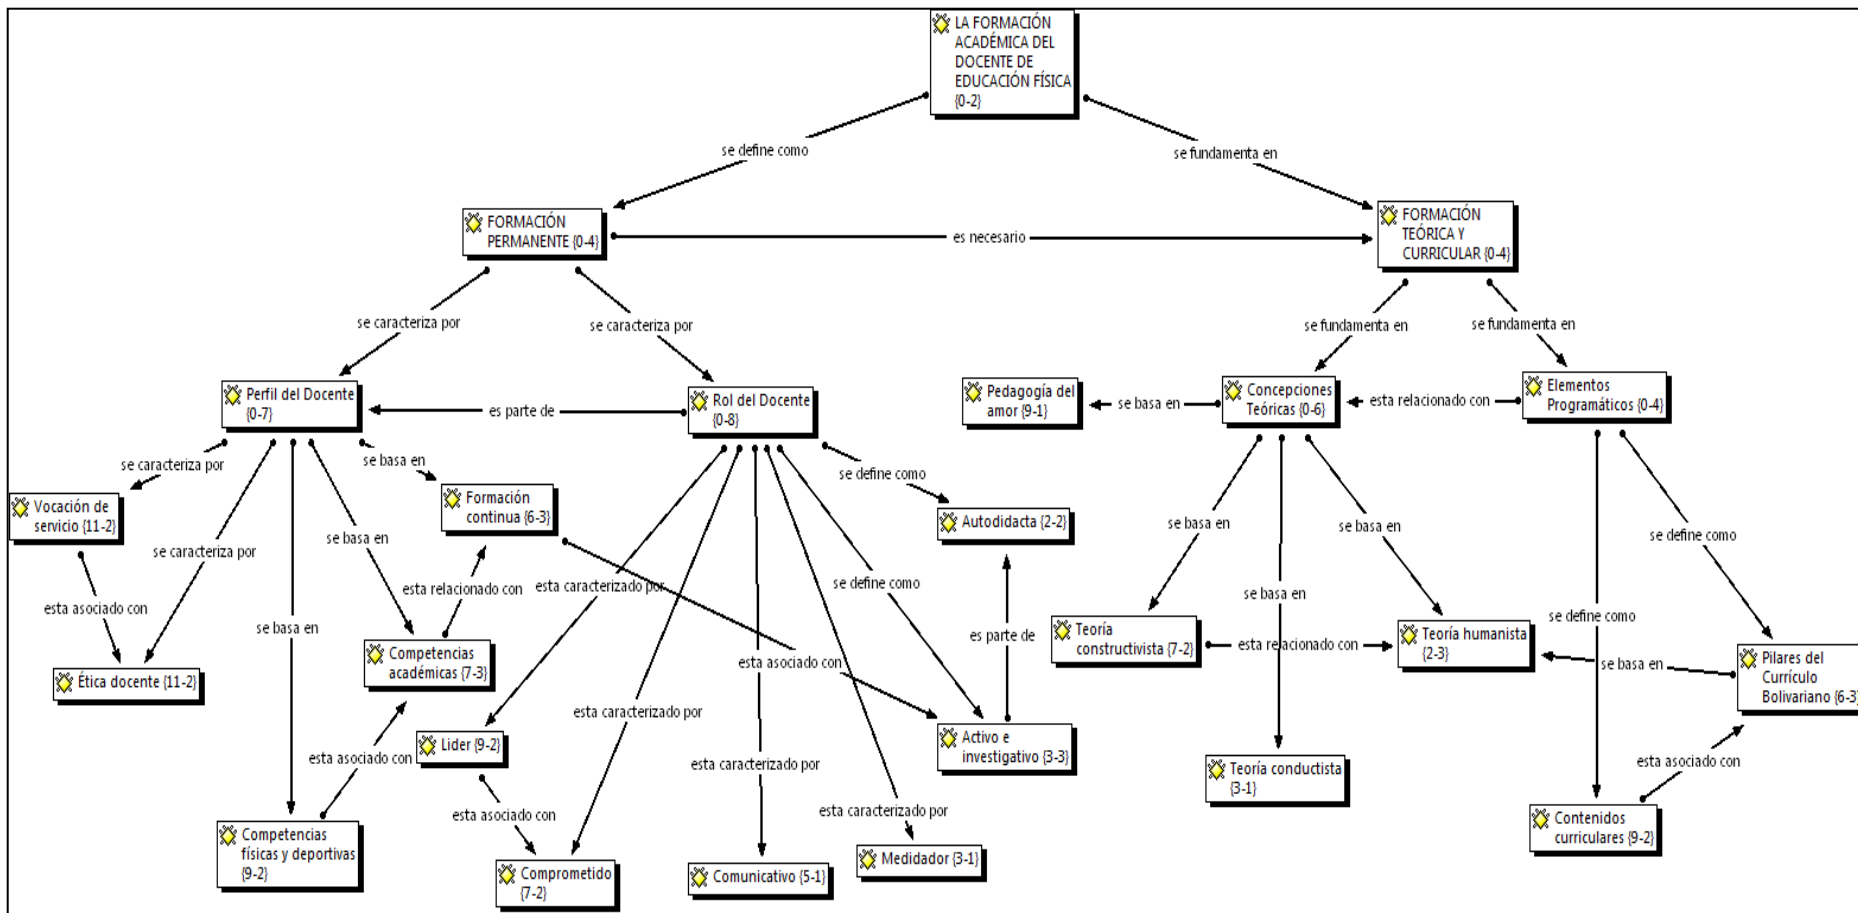 LA FORMACIÓN
ACADÉMICA DEL
DOCENTE DE
EDUCACIÓN FÍSICA
{0-2}
se define como
se fundamenta en
FORMACIÓN
PERMANENTE {0-4}
es necesario
FORMACIÓN
TEÓRICA Y
CURRICULAR {0-4}
se caracteriza por
se caracteriza por
se fundamenta en
se fundamenta en
Perfil del Docente
{0-7}
es parte de
Rol del Docente
{0-8}
Pedagogía del
amor {9-1}
se basa en
Concepciones
Teóricas {0-6}
esta relacionado con
Elementos
Programáticos {0-4}
se caracteriza por
se basa en
se define como
Vocación de
servicio {11-2}
Formación
continua {6-3}
Autodidacta {2-2}
se caracteriza por
se basa en
se basa en
se basa en
se define como
esta asociado con
esta relacionado con
esta caracterizado por
se define como
se basa en
se basa en
es parte de
se define como
Ética docente {11-2}
Competencias
académicas {7-3}
esta asociado con
Teoría
constructivista {7-2}
esta relacionado con
Teoría humanista
{2-3}
se basa en
Pilares del
Currículo
Bolivariano {6-3}
esta caracterizado por
Lider {9-2}
Activo e
investigativo {3-3}
esta asociado con
esta caracterizado por
Teoría conductista
{3-1}
esta asociado con
esta asociado con
esta caracterizado por
Competencias
físicas y deportivas
{9-2}
Comprometido
{7-2}
Comunicativo {5-1}
Medidador {3-1}
Contenidos
curriculares {9-2}